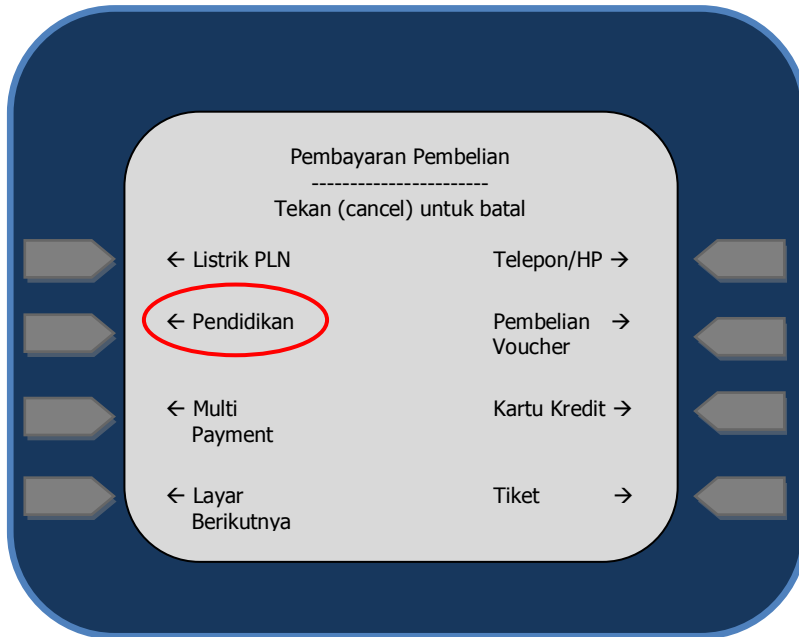 Pembayaran Pembelian
-----------------------
Tekan (cancel) untuk batal
← Listrik PLN
Telepon/HP →
← Pendidikan
Pembelian →
Voucher
← Multi
Payment
Kartu Kredit →
← Layar
Berikutnya
Tiket →